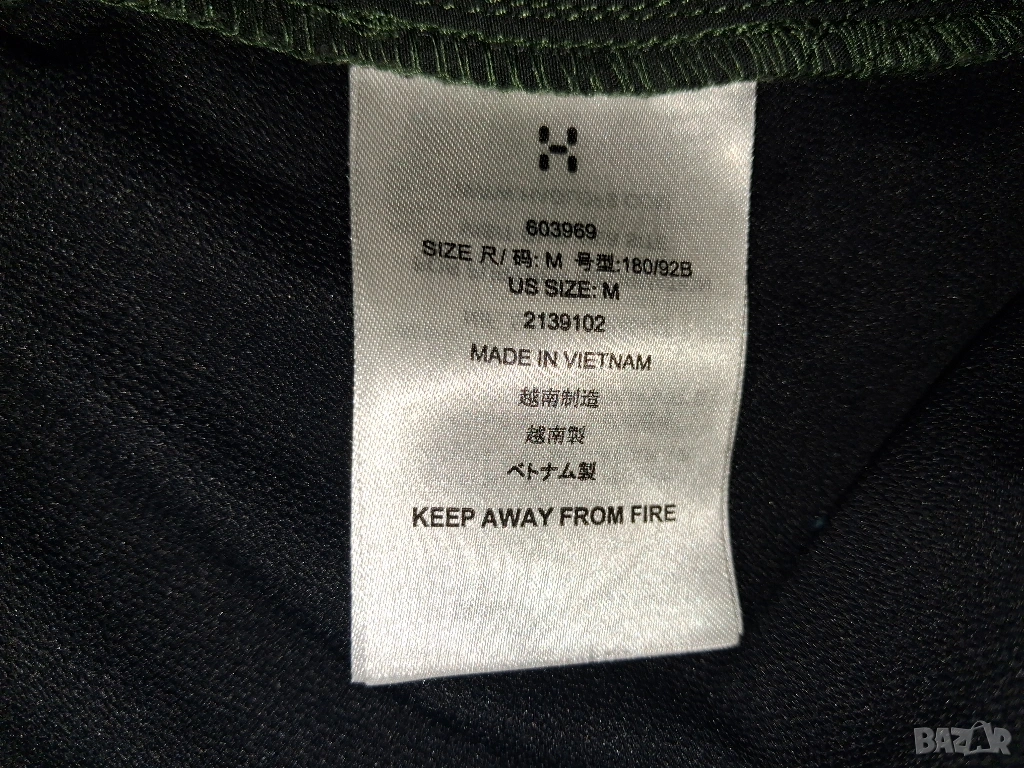 603969
SIZE 尺/ 码: M 号型:180/92B
US SIZE: M
2139102
MADE IN VIETNAM
越南制造
越南製
ベトナム製
KEEP AWAY FROM FIRE
BAZAR